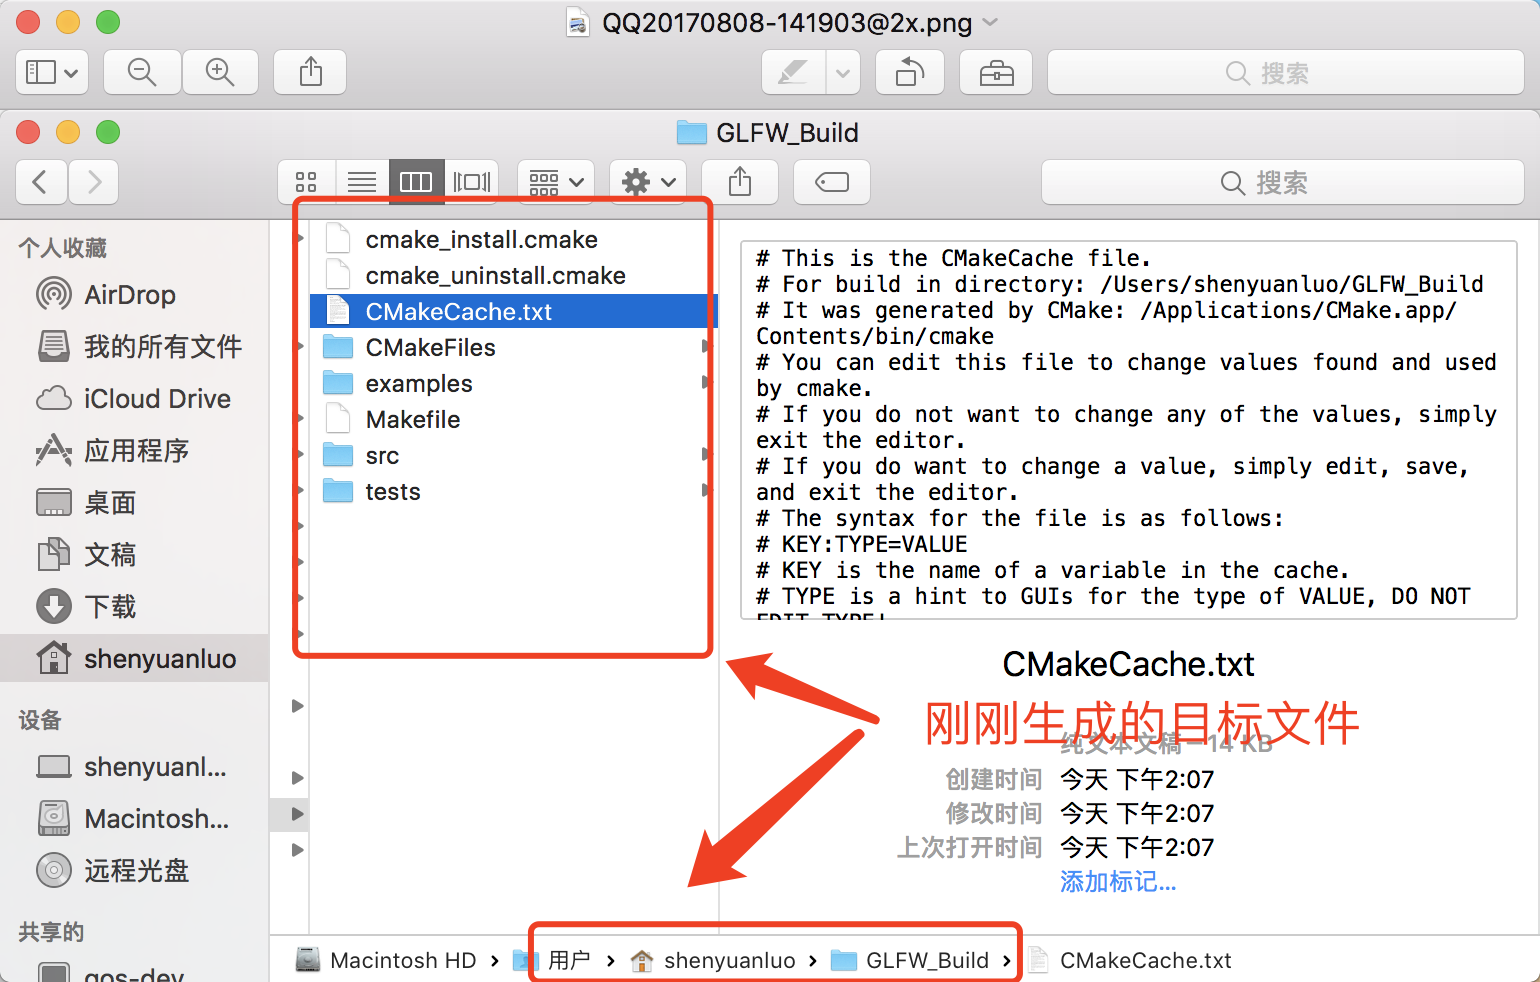 QQ20170808-141903@2x.png
搜索
GLFW_Build
搜索
个人收藏
AirDrop
我的所有文件
iCloud Drive
应用程序
桌面
文稿
下载
shenyuanluo
设备
shenyuanl...
Macintosh...
远程光盘
共享的
qos-dev
cmake_install.cmake
cmake_uninstall.cmake
CMakeCache.txt
CMakeFiles
examples
Makefile
src
tests
# This is the CMakeCache file.
# For build in directory: /Users/shenyuanluo/GLFW_Build
# It was generated by CMake: /Applications/CMake.app/
Contents/bin/cmake
# You can edit this file to change values found and used
by cmake.
# If you do not want to change any of the values, simply
exit the editor.
# If you do want to change a value, simply edit, save,
and exit the editor.
# The syntax for the file is as follows:
# KEY:TYPE=VALUE
# KEY is the name of a variable in the cache.
# TYPE is a hint to GUIs for the type of VALUE, DO NOT
EDIT TYPE!
CMakeCache.txt
刚刚生成的目标文件
纯文本文稿 - 14 KB
创建时间 今天 下午2:07
修改时间 今天 下午2:07
上次打开时间 今天 下午2:07
添加标记...
Macintosh HD › 用户 › shenyuanluo › GLFW_Build › CMakeCache.txt